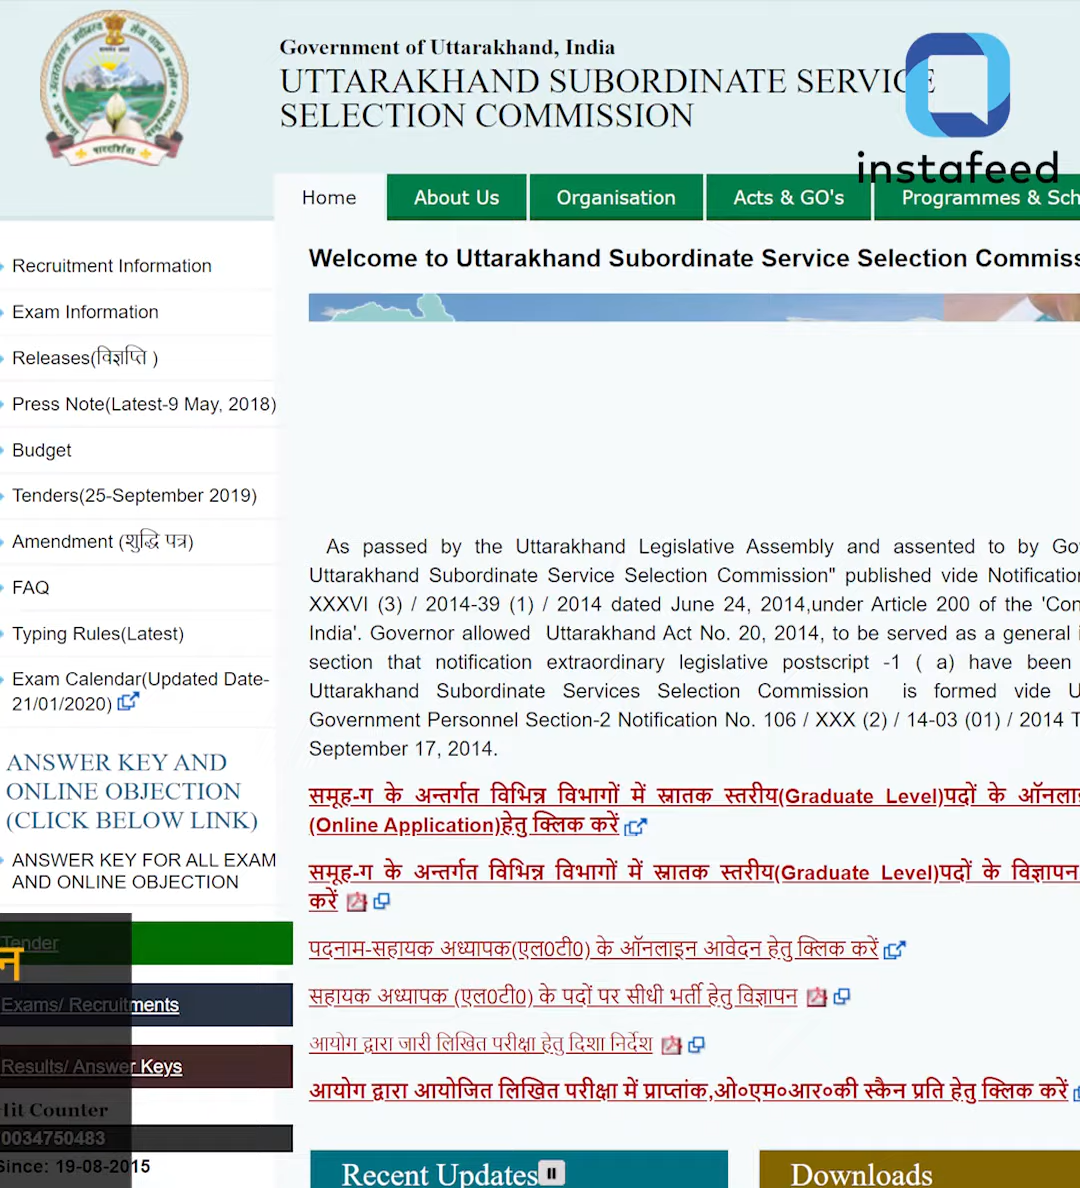 Government of Uttarakhand, India
UTTARAKHAND SUBORDINATE SERVICE
SELECTION COMMISSION
instafeed
Home
About Us
Organisation
Acts & GO's
Programmes & Sch
Recruitment Information
Exam Information
Releases(विज्ञप्ति )
Press Note(Latest-9 May, 2018)
Budget
Tenders(25-September 2019)
Amendment (शुद्धि पत्र)
FAQ
Typing Rules(Latest)
Exam Calendar(Updated Date-
21/01/2020)
ANSWER KEY AND
ONLINE OBJECTION
(CLICK BELOW LINK)
ANSWER KEY FOR ALL EXAM
AND ONLINE OBJECTION
Tender
न
Exams/ Recruitments
Results/ Answer Keys
Hit Counter
0034750483
Since: 19-08-2015
Welcome to Uttarakhand Subordinate Service Selection Commiss
As passed by the Uttarakhand Legislative Assembly and assented to by Go
Uttarakhand Subordinate Service Selection Commission" published vide Notification
XXXVI (3) / 2014-39 (1) / 2014 dated June 24, 2014,under Article 200 of the 'Con
India'. Governor allowed Uttarakhand Act No. 20, 2014, to be served as a general i
section that notification extraordinary legislative postscript -1 ( a) have been
Uttarakhand Subordinate Services Selection Commission is formed vide U
Government Personnel Section-2 Notification No. 106 / XXX (2) / 14-03 (01) / 2014 T
September 17, 2014.
समूह-ग के अन्तर्गत विभिन्न विभागों में स्नातक स्तरीय(Graduate Level)पदों के ऑनला
(Online Application)हेतु क्लिक करें
समूह-ग के अन्तर्गत विभिन्न विभागों में स्नातक स्तरीय(Graduate Level)पदों के विज्ञापन
करें
पदनाम-सहायक अध्यापक(एल0टी0) के ऑनलाइन आवेदन हेतु क्लिक करें
सहायक अध्यापक (एल0टी0) के पदों पर सीधी भर्ती हेतु विज्ञापन
आयोग द्वारा जारी लिखित परीक्षा हेतु दिशा निर्देश
आयोग द्वारा आयोजित लिखित परीक्षा में प्राप्तांक,ओ०एम०आर०की स्कैन प्रति हेतु क्लिक करें
Recent Updates
Downloads